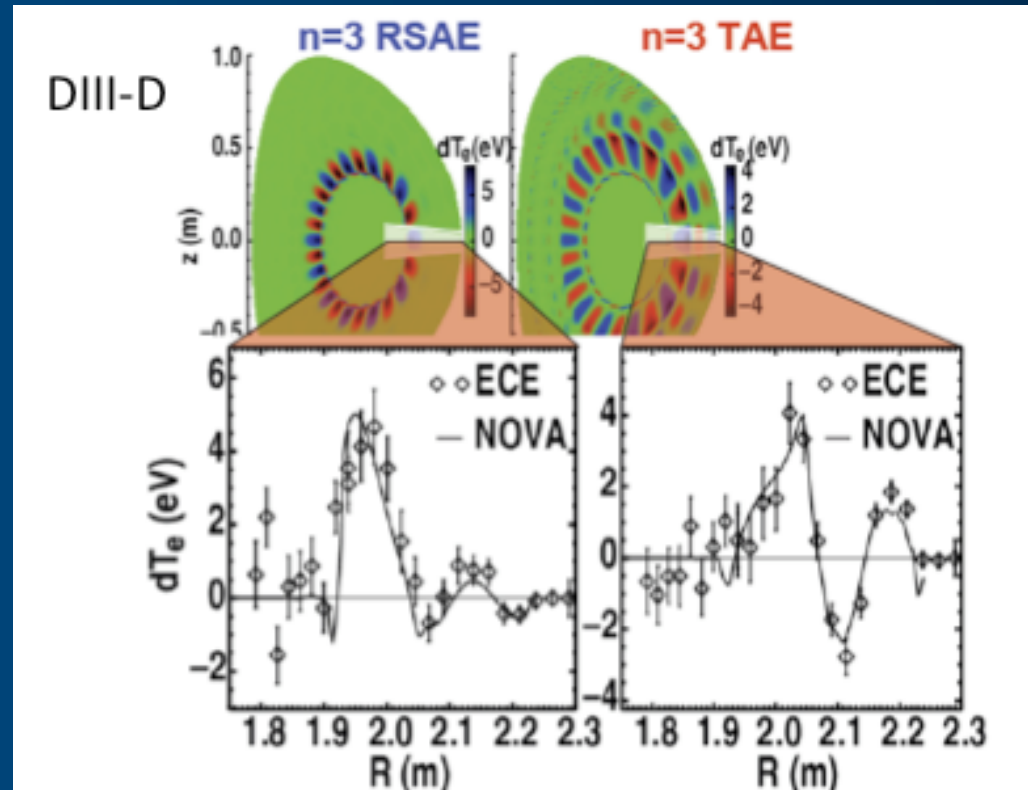 n=3 RSAE
n=3 TAE
DIII-D
1.0
0.5
0.0
−0.5
z (m)
dTe(eV)
5
0
−5
dTe(eV)
4
2
0
−2
−4
ECE
NOVA
6
4
2
0
−2
dTe (eV)
1.8 1.9 2.0 2.1 2.2 2.3
R (m)
ECE
NOVA
4
2
0
−2
−4
1.8 1.9 2.0 2.1 2.2 2.3
R (m)